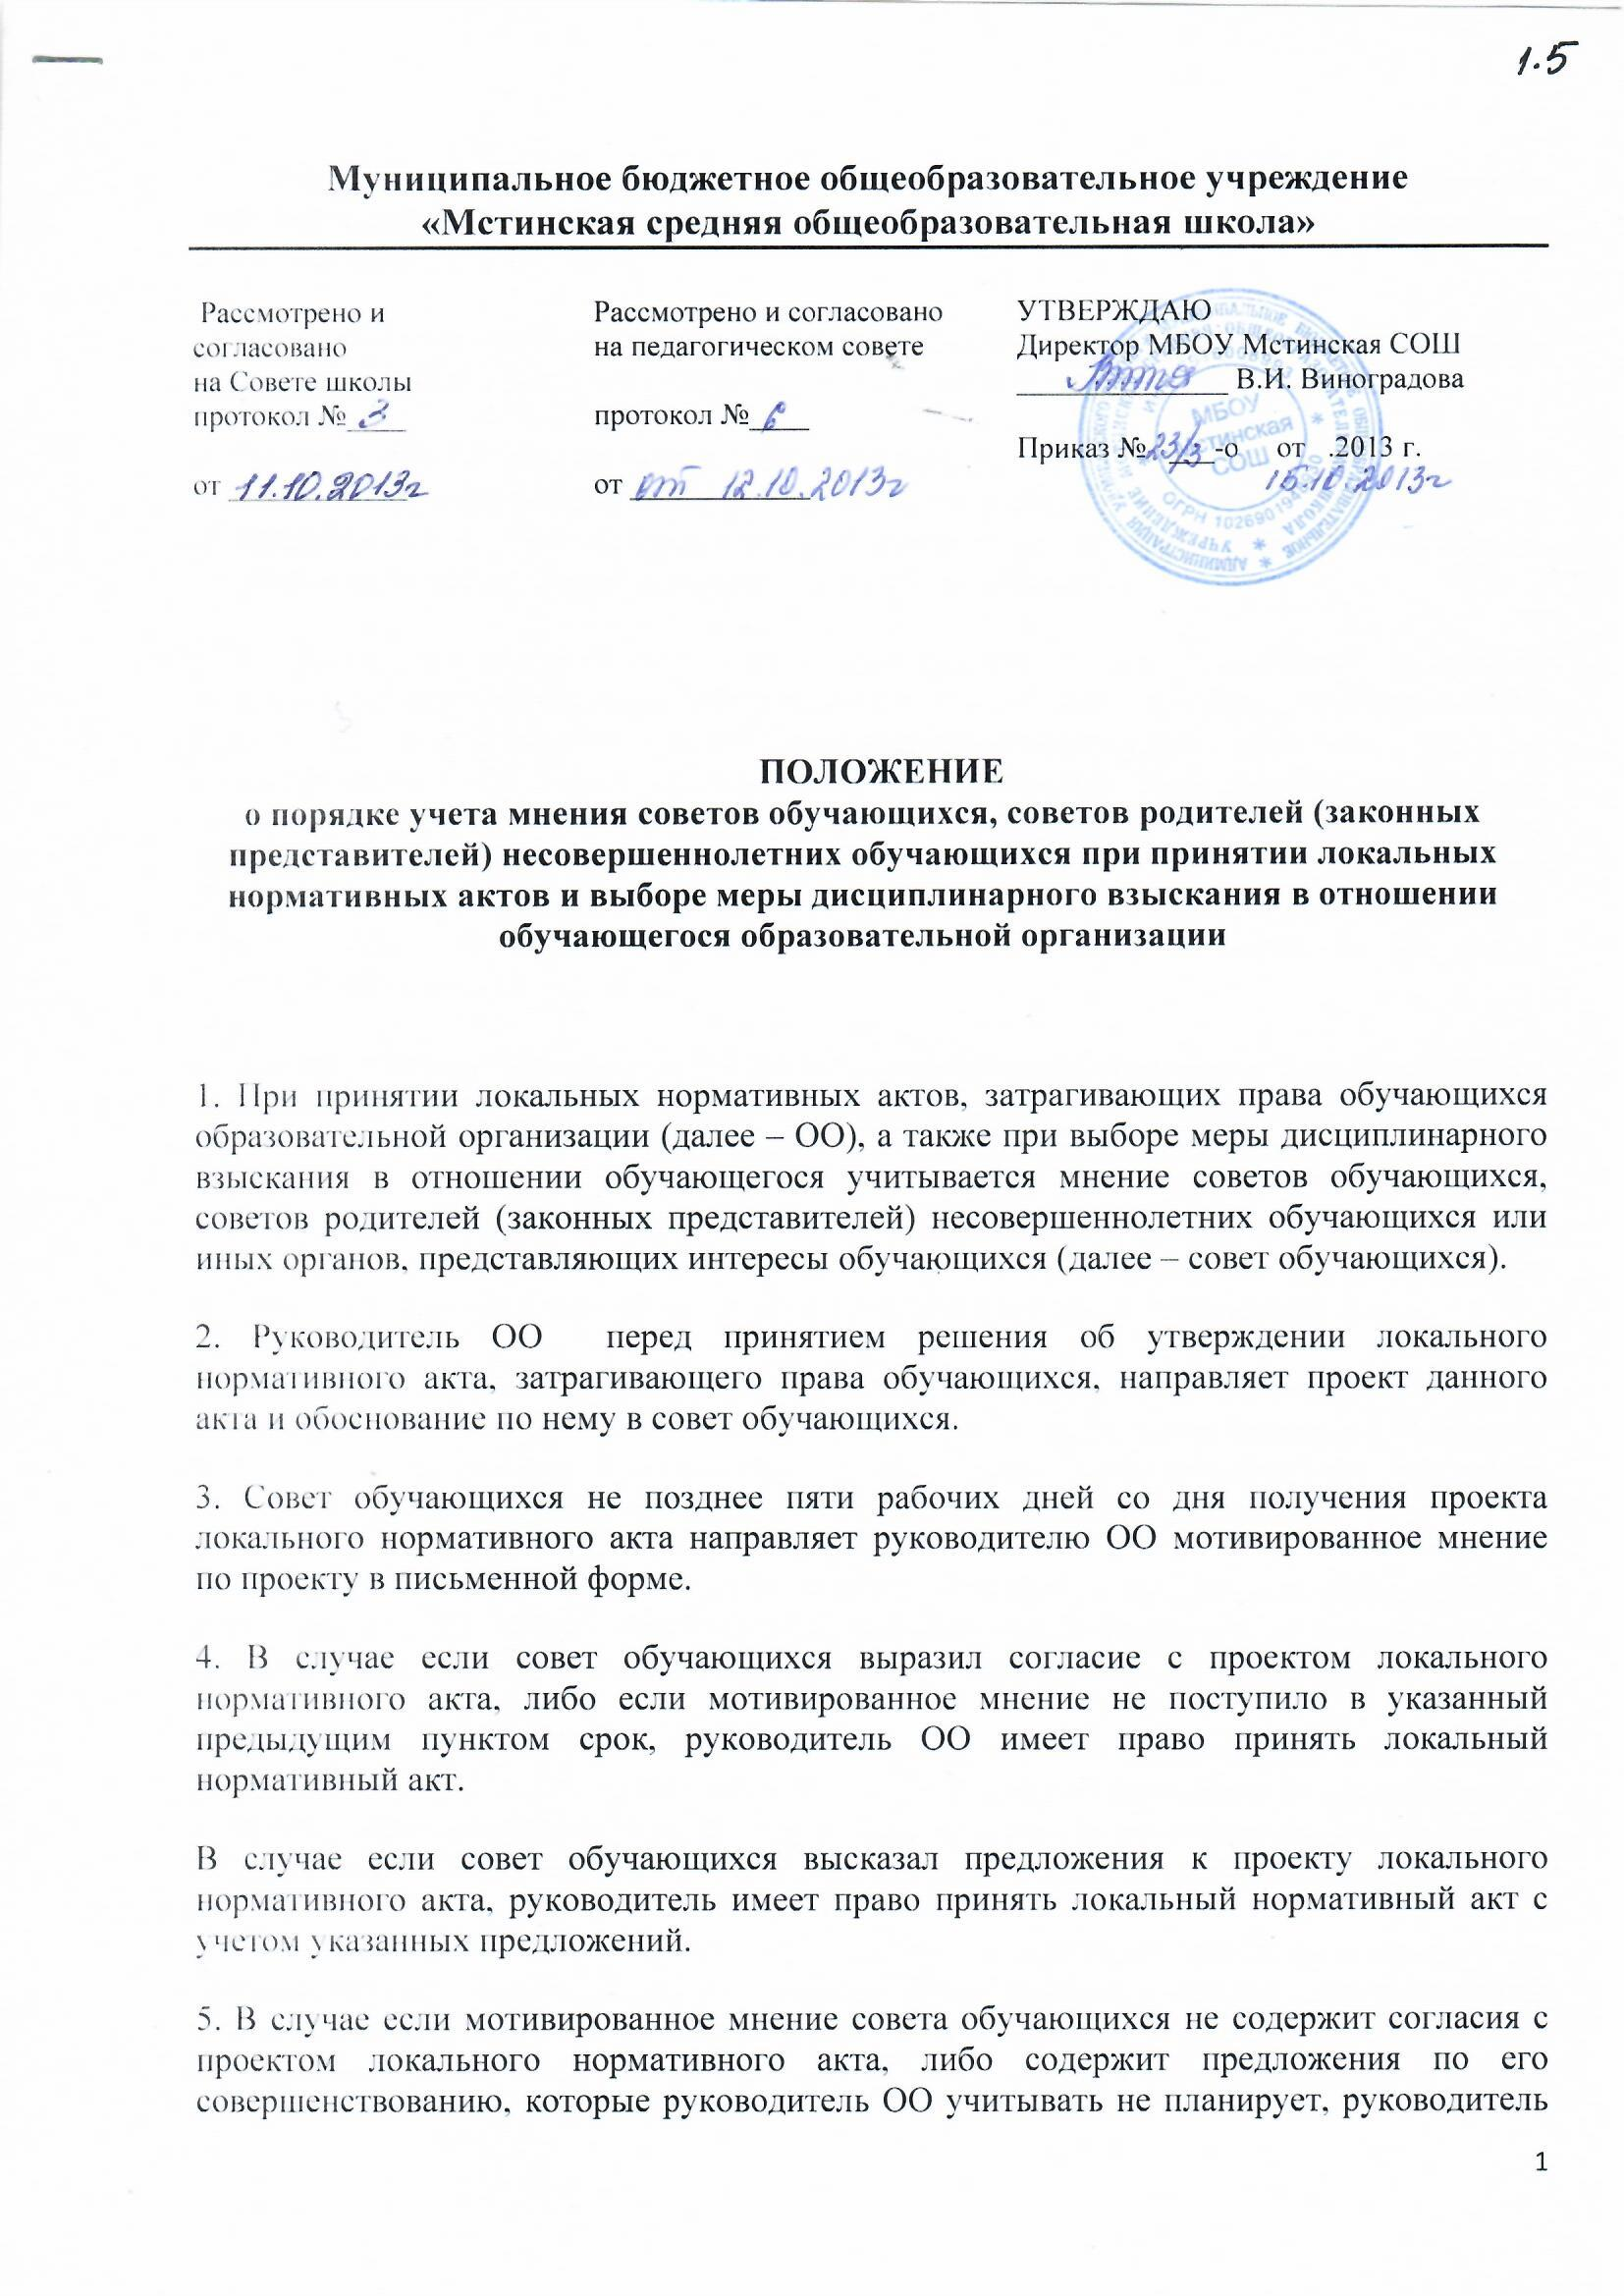 1.5
Муниципальное бюджетное общеобразовательное учреждение
«Мстинская средняя общеобразовательная школа»
Рассмотрено и
согласовано
на Совете школы
протокол № 3
от 11.10.2013г
Рассмотрено и согласовано
на педагогическом совете
протокол № 6
от от 12.10.2013г
УТВЕРЖДАЮ
Директор МБОУ Мстинская СОШ
В.И. Виноградова
Приказ № 23/3 -о от .2013 г.
15.10.2013г
МБОУ
Мстинская
СОШ
ПОЛОЖЕНИЕ
о порядке учета мнения советов обучающихся, советов родителей (законных
представителей) несовершеннолетних обучающихся при принятии локальных
нормативных актов и выборе меры дисциплинарного взыскания в отношении
обучающегося образовательной организации
1. При принятии локальных нормативных актов, затрагивающих права обучающихся
образовательной организации (далее – ОО), а также при выборе меры дисциплинарного
взыскания в отношении обучающегося учитывается мнение советов обучающихся,
советов родителей (законных представителей) несовершеннолетних обучающихся или
иных органов, представляющих интересы обучающихся (далее – совет обучающихся).
2. Руководитель ОО перед принятием решения об утверждении локального
нормативного акта, затрагивающего права обучающихся, направляет проект данного
акта и обоснование по нему в совет обучающихся.
3. Совет обучающихся не позднее пяти рабочих дней со дня получения проекта
локального нормативного акта направляет руководителю ОО мотивированное мнение
по проекту в письменной форме.
4. В случае если совет обучающихся выразил согласие с проектом локального
нормативного акта, либо если мотивированное мнение не поступило в указанный
предыдущим пунктом срок, руководитель ОО имеет право принять локальный
нормативный акт.
В случае если совет обучающихся высказал предложения к проекту локального
нормативного акта, руководитель имеет право принять локальный нормативный акт с
учетом указанных предложений.
5. В случае если мотивированное мнение совета обучающихся не содержит согласия с
проектом локального нормативного акта, либо содержит предложения по его
совершенствованию, которые руководитель ОО учитывать не планирует, руководитель
1